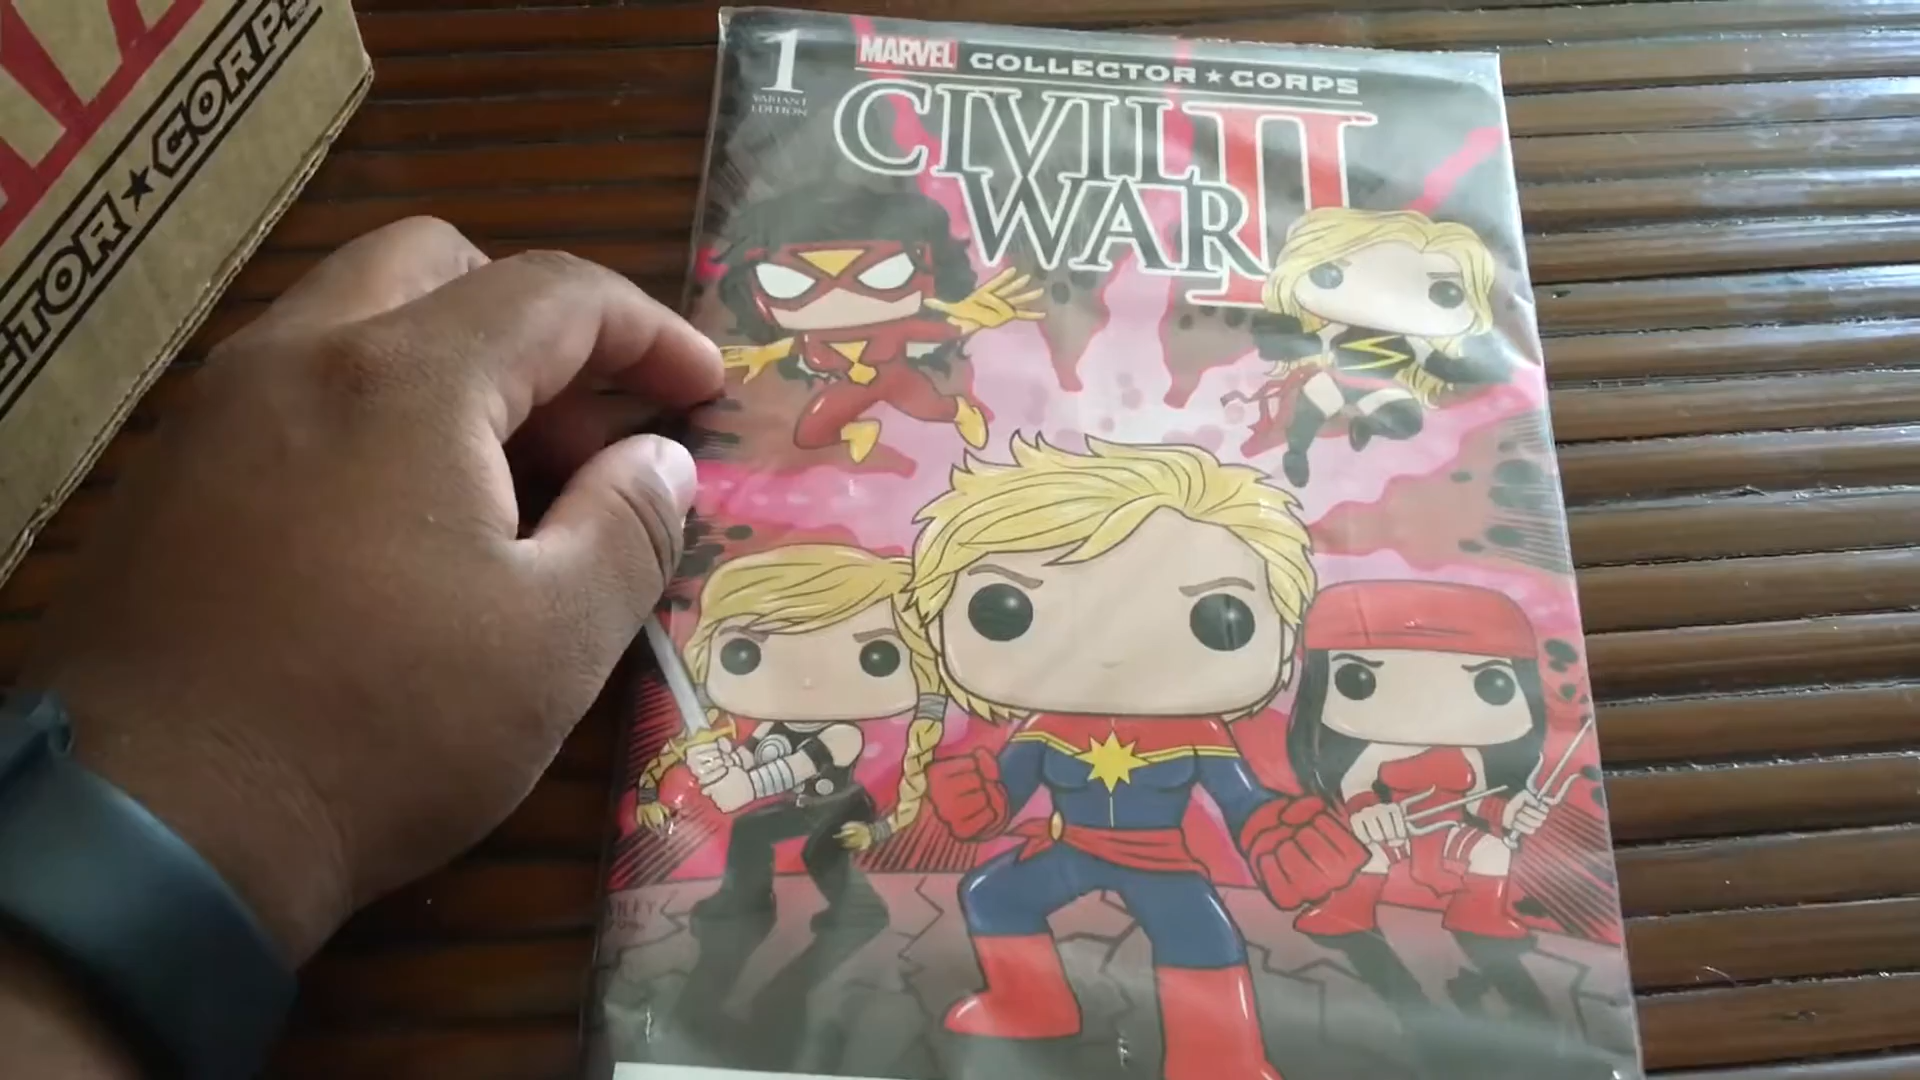 1
VARIANT
EDITION
MARVEL COLLECTOR★CORPS
CIVIL
WAR II
CTOR★CORPS